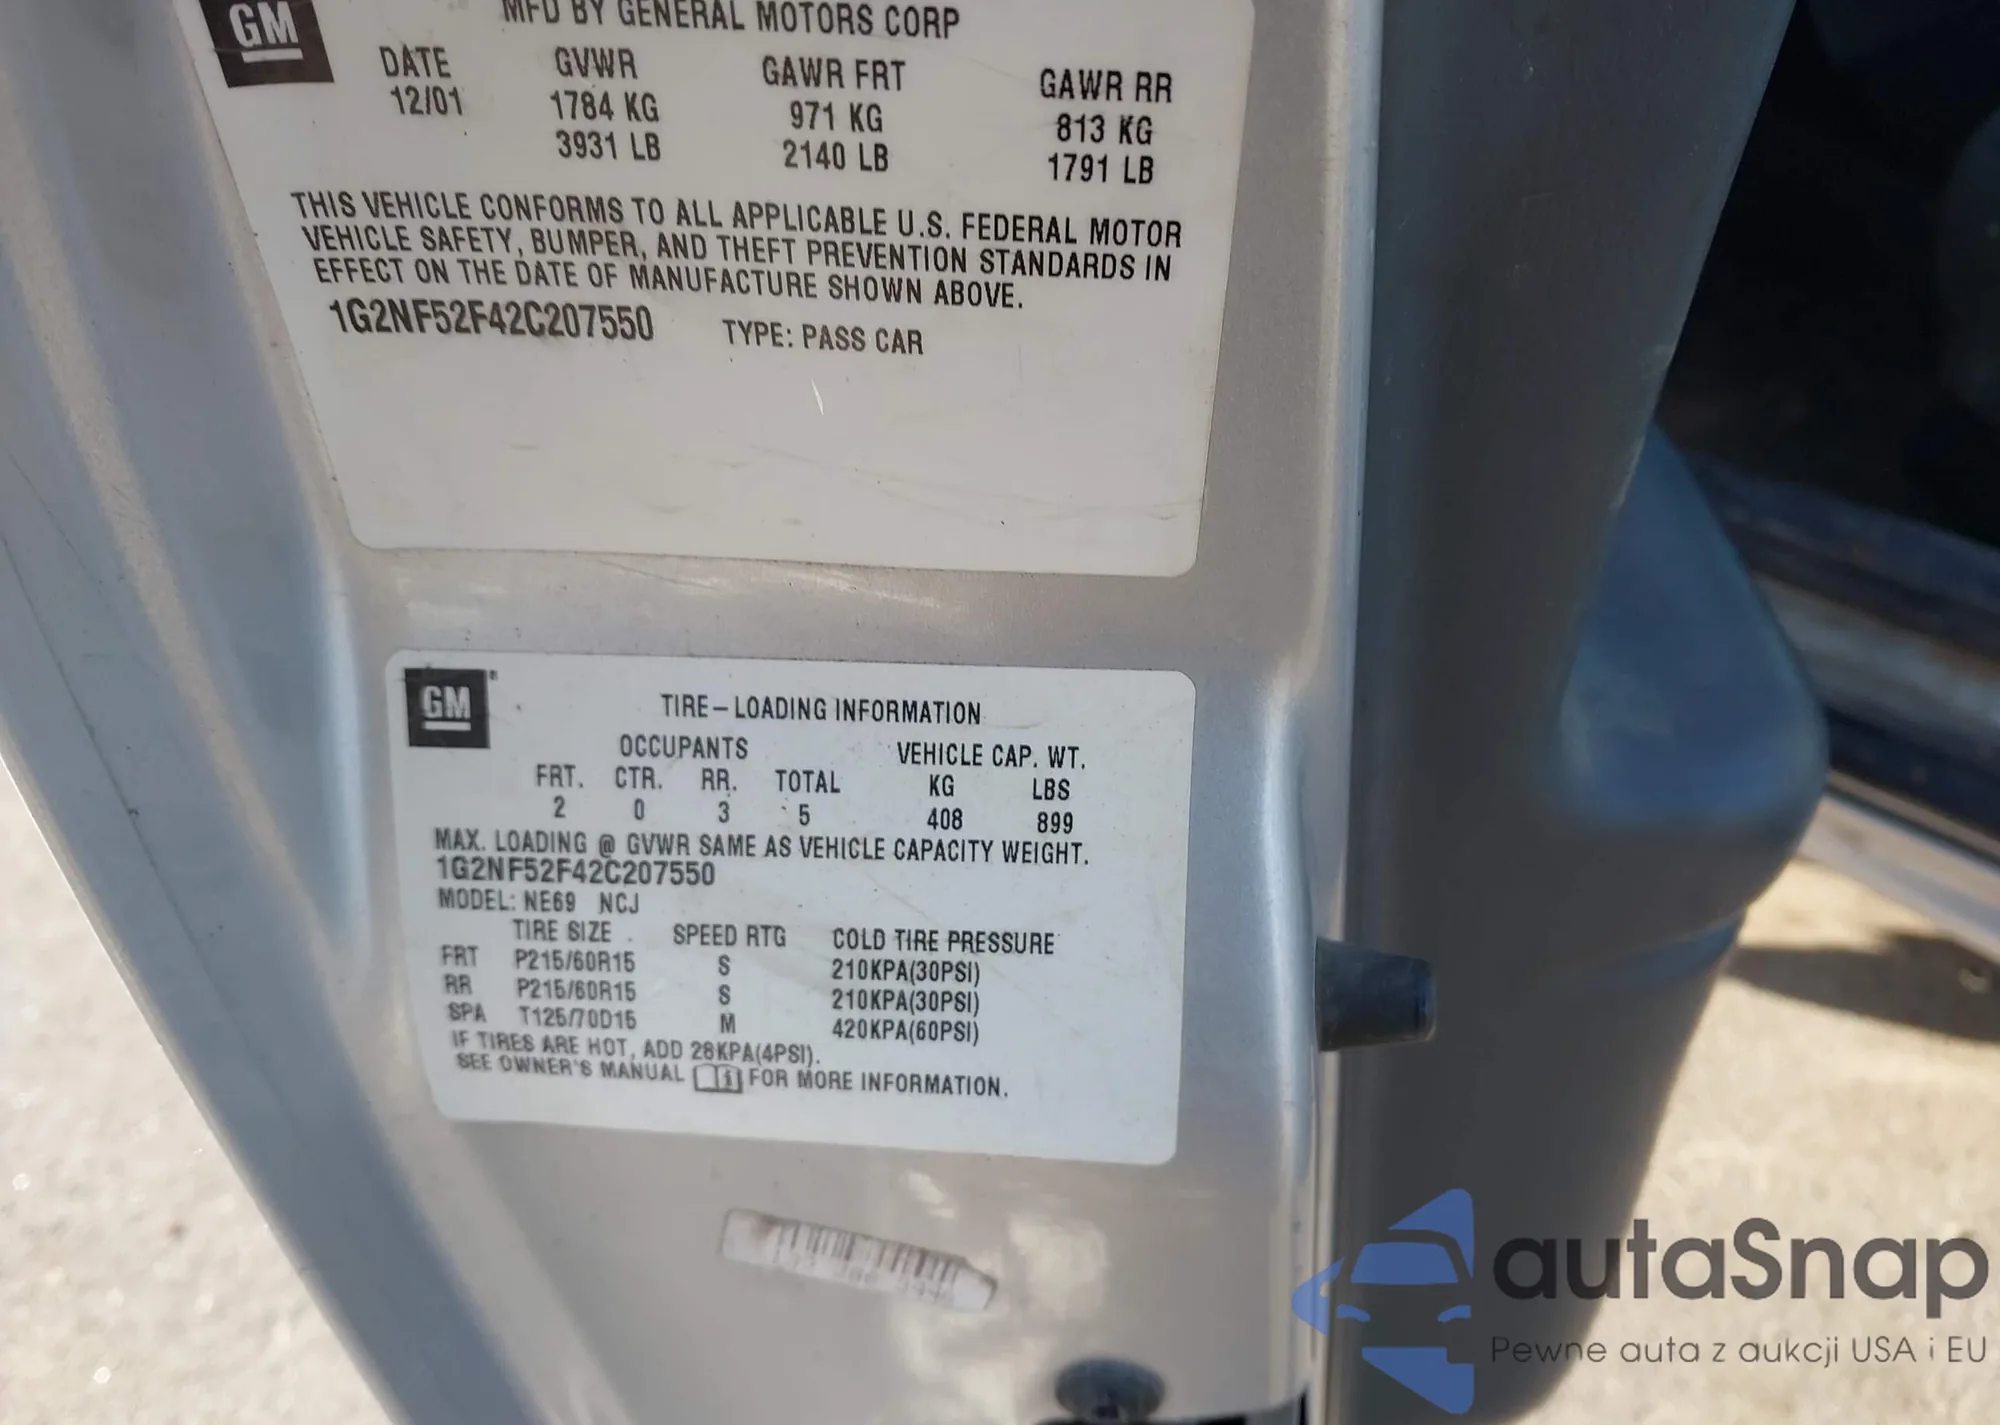 GM
MFD BY GENERAL MOTORS CORP
DATE GVWR GAWR FRT GAWR RR
12/01 1784 KG 971 KG 813 KG
3931 LB 2140 LB 1791 LB
THIS VEHICLE CONFORMS TO ALL APPLICABLE U.S. FEDERAL MOTOR
VEHICLE SAFETY, BUMPER, AND THEFT PREVENTION STANDARDS IN
EFFECT ON THE DATE OF MANUFACTURE SHOWN ABOVE.
1G2NF52F42C207550 TYPE: PASS CAR
GM®
TIRE–LOADING INFORMATION
OCCUPANTS VEHICLE CAP. WT.
FRT. CTR. RR. TOTAL KG LBS
2 0 3 5 408 899
MAX. LOADING @ GVWR SAME AS VEHICLE CAPACITY WEIGHT.
1G2NF52F42C207550
MODEL: NE69 NCJ
TIRE SIZE SPEED RTG COLD TIRE PRESSURE
FRT P215/60R15 S 210KPA(30PSI)
RR P215/60R15 S 210KPA(30PSI)
SPA T125/70D15 M 420KPA(60PSI)
IF TIRES ARE HOT, ADD 28KPA(4PSI).
SEE OWNER'S MANUAL FOR MORE INFORMATION.
autaSnap
Pewne auta z aukcji USA i EU